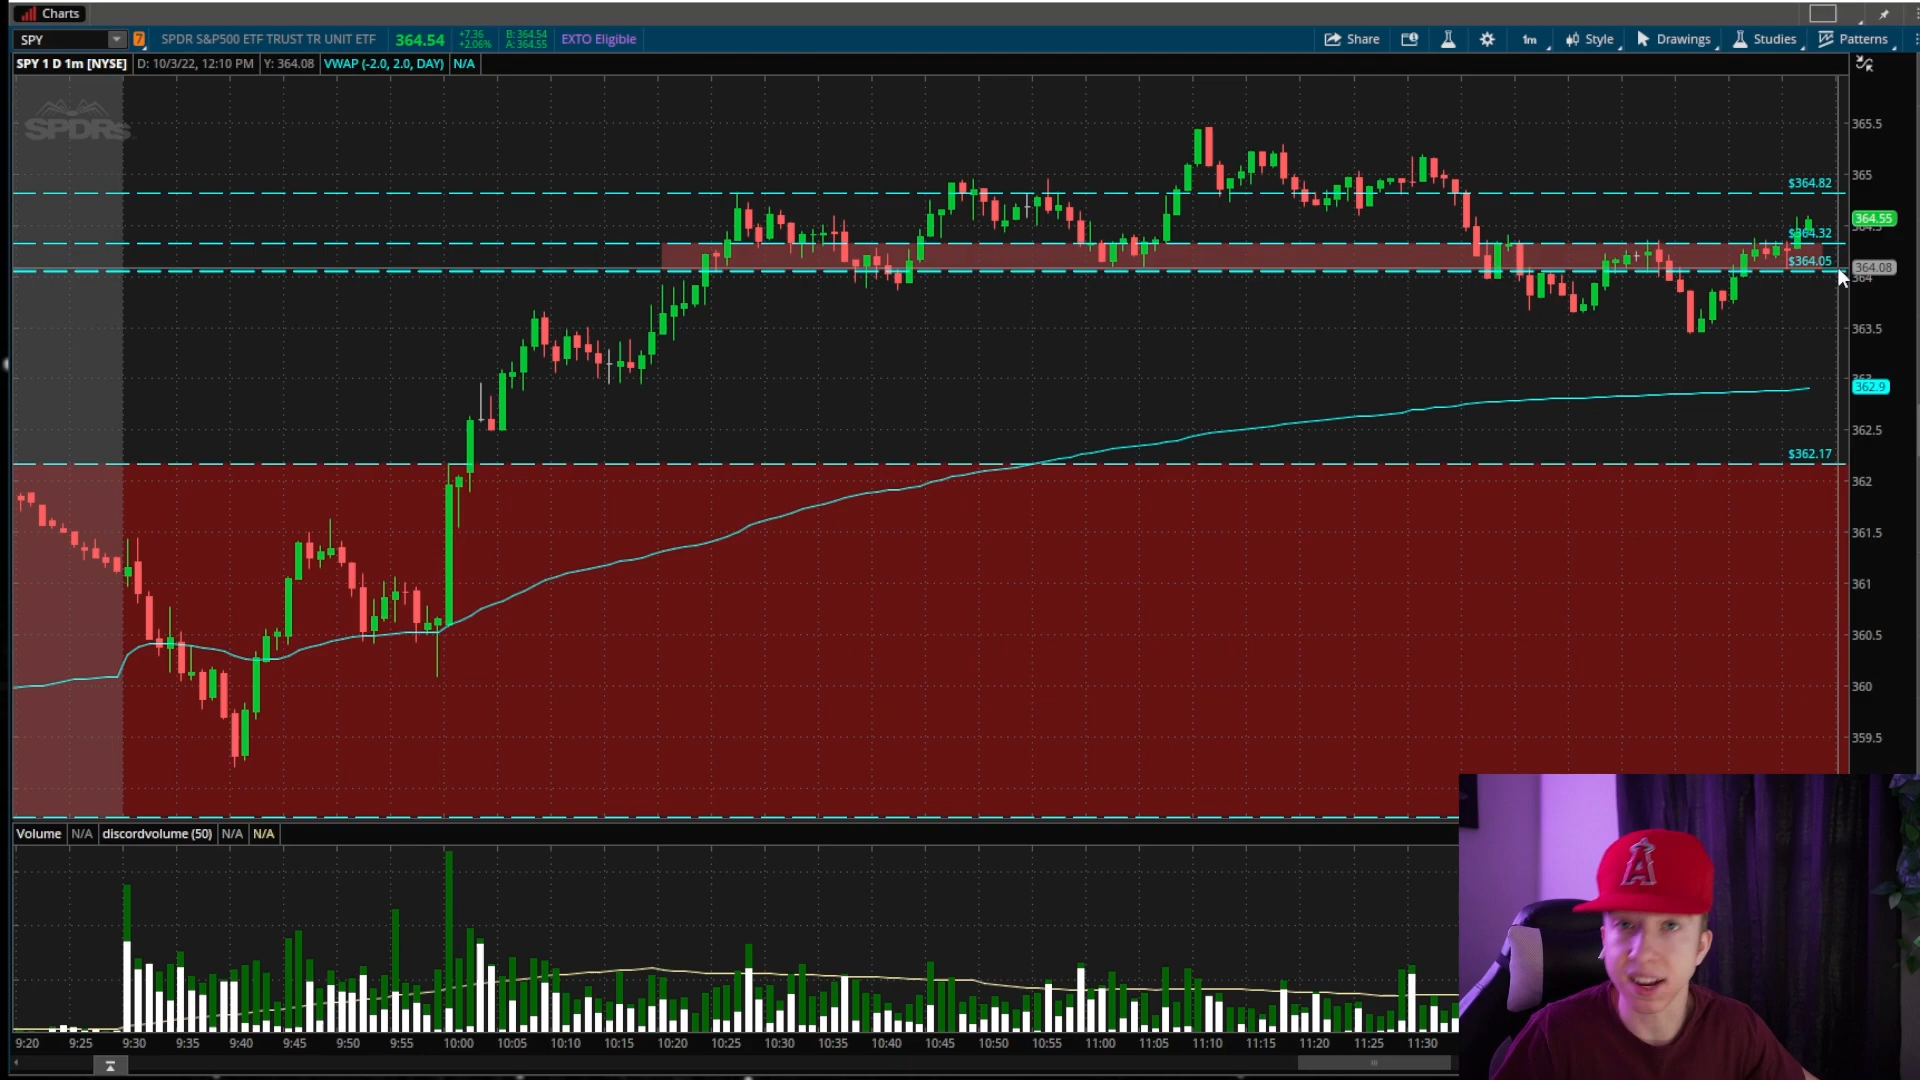 Charts
SPY 7 SPDR S&P500 ETF TRUST TR UNIT ETF 364.54 +7.36 +2.06% B: 364.54 A: 364.55 EXTO Eligible Share 1m Style Drawings Studies Patterns
SPY 1 D 1m [NYSE] D: 10/3/22, 12:10 PM Y: 364.08 VWAP (-2.0, 2.0, DAY) N/A
SPDRs
365.5
365
$364.82
364.55
$364.32
$364.05
364.08
364
363.5
362.9
362.5
$362.17
362
361.5
361
360.5
360
359.5
Volume N/A discordvolume (50) N/A N/A
A
9:20 9:25 9:30 9:35 9:40 9:45 9:50 9:55 10:00 10:05 10:10 10:15 10:20 10:25 10:30 10:35 10:40 10:45 10:50 10:55 11:00 11:05 11:10 11:15 11:20 11:25 11:30